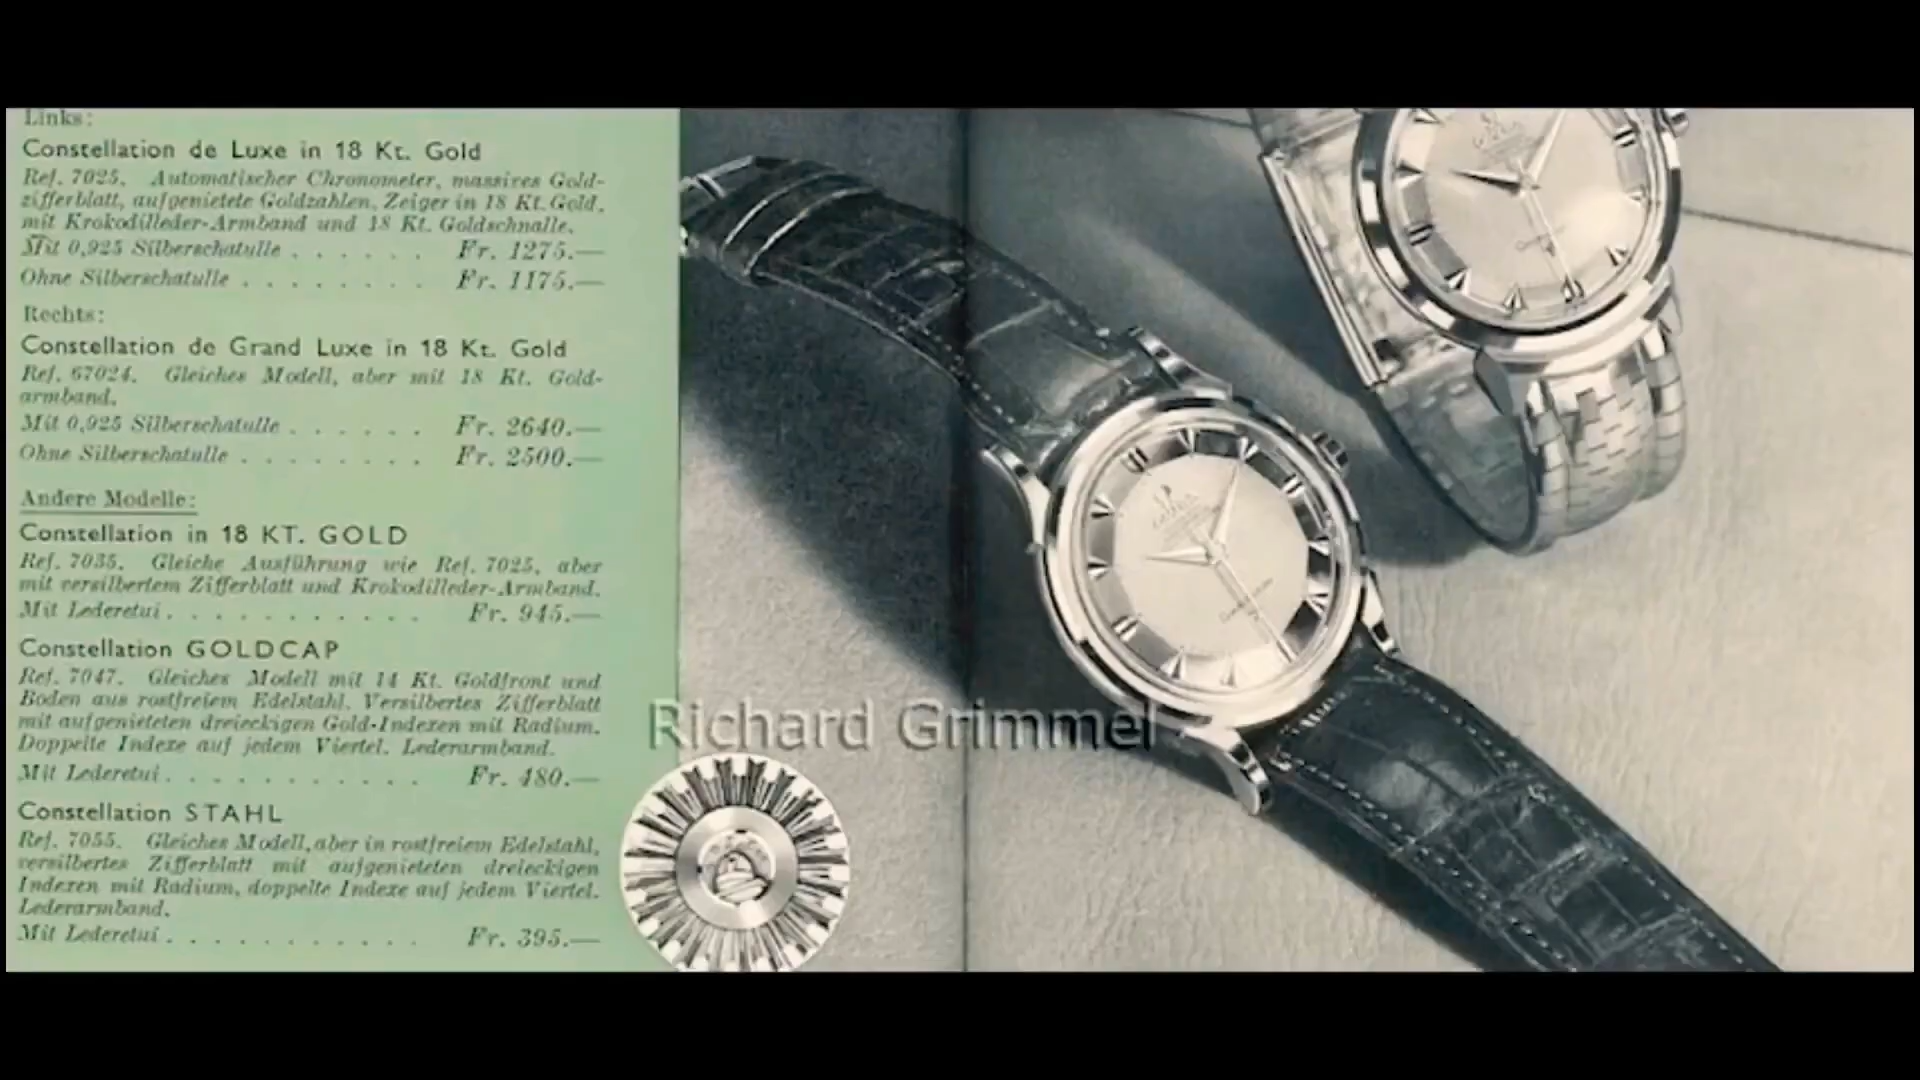 Links:
Constellation de Luxe in 18 Kt. Gold
Ref. 7025. Automatischer Chronometer, massives Gold-
zifferblatt, aufgenietete Goldzahlen, Zeiger in 18 Kt. Gold,
mit Krokodilleder-Armband und 18 Kt. Goldschnalle.
Mit 0,925 Silberschatulle . . . . . . Fr. 1275.—
Ohne Silberschatulle . . . . . . . . Fr. 1175.—
Rechts:
Constellation de Grand Luxe in 18 Kt. Gold
Ref. 67024. Gleiches Modell, aber mit 18 Kt. Gold-
armband.
Mit 0,925 Silberschatulle . . . . . . Fr. 2640.—
Ohne Silberschatulle . . . . . . . . Fr. 2500.—
Andere Modelle:
Constellation in 18 KT. GOLD
Ref. 7035. Gleiche Ausführung wie Ref. 7025, aber
mit versilbertem Zifferblatt und Krokodilleder-Armband.
Mit Lederetui . . . . . . . . . . . Fr. 945.—
Constellation GOLDCAP
Ref. 7047. Gleiches Modell mit 14 Kt. Goldfront und
Boden aus rostfreiem Edelstahl. Versilbertes Zifferblatt
mit aufgenieteten dreieckigen Gold-Indexen mit Radium.
Doppelte Indexe auf jedem Viertel. Lederarmband.
Mit Lederetui . . . . . . . . . . . Fr. 480.—
Constellation STAHL
Ref. 7055. Gleiches Modell, aber in rostfreiem Edelstahl,
versilbertes Zifferblatt mit aufgenieteten dreieckigen
Indexen mit Radium, doppelte Indexe auf jedem Viertel.
Lederarmband.
Mit Lederetui . . . . . . . . . . . Fr. 395.—
Ω
OMEGA
Constellation
Richard Grimmel